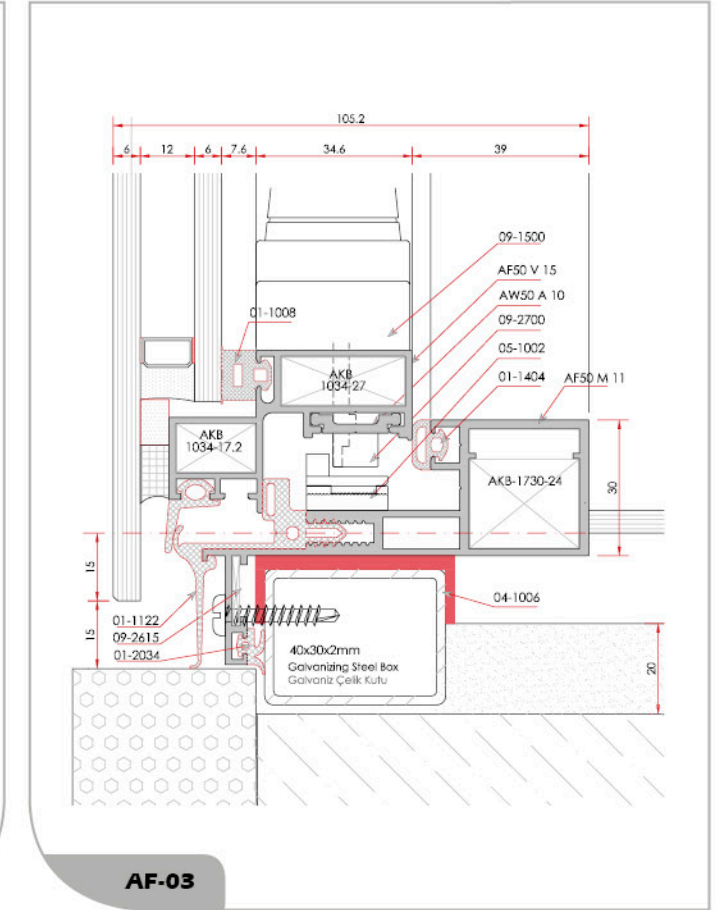 105.2
6
12
6
7.6
34.6
39
09-1500
AF50 V 15
AW50 A 10
09-2700
05-1002
01-1404
AF50 M 11
01-1008
AKB
1034-27
AKB
1034-17.2
AKB-1730-24
30
15
15
01-1122
09-2615
01-2034
04-1006
40x30x2mm
Galvanizing Steel Box
Galvaniz Çelik Kutu
20
AF-03